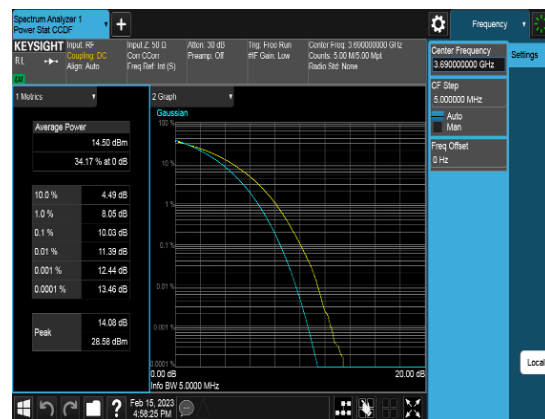 Spectrum Analyzer 1
Power Stat CCDF
+
Frequency
KEYSIGHT
Input: RF
Coupling: DC
Align: Auto
Input Z: 50 Ω
Corr CCorr
Freq Ref: Int (S)
Atten: 30 dB
Preamp: Off
Trig: Free Run
#IF Gain: Low
Center Freq: 3.690000000 GHz
Counts: 5.00 M/5.00 Mpt
Radio Std: None
RL
Center Frequency
3.690000000 GHz
Settings
CF Step
5.000000 MHz
Auto
Man
Freq Offset
0 Hz
1 Metrics
2 Graph
Gaussian
Average Power
14.50 dBm
34.17 % at 0 dB
10.0 % 4.49 dB
1.0 % 8.05 dB
0.1 % 10.03 dB
0.01 % 11.39 dB
0.001 % 12.44 dB
0.0001 % 13.46 dB
Peak
14.08 dB
28.58 dBm
100 %
10 %
1 %
0.1 %
0.01 %
0.001 %
0.0001 %
0.00 dB
20.00 dB
Info BW 5.0000 MHz
Local
?
Feb 15, 2023
4:58:25 PM